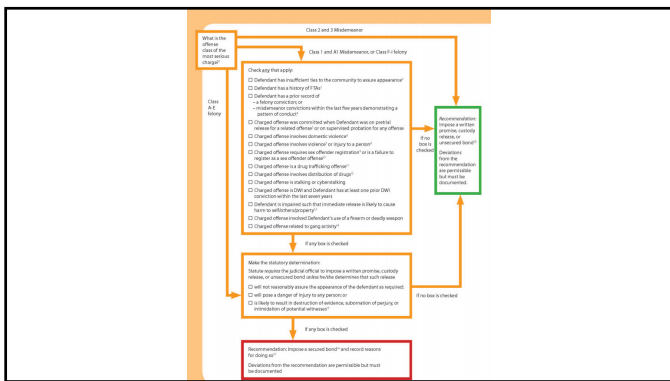 Class 2 and 3 Misdemeanor
What is the
offense
class of the
most serious
charge?
Class 1 and A1 Misdemeanor, or Class F-I felony
Class
A-E
Felony
Check any that apply:
☐ Defendant has insufficient ties to the community to assure appearance
☐ Defendant has a history of FTAs
☐ Defendant has a prior record of
– a felony conviction; or
– misdemeanor convictions within the last five years demonstrating a
pattern of conduct
☐ Charged offense was committed when Defendant was on pretrial
release for a related offense or on supervised probation for any offense
☐ Charged offense involves domestic violence
☐ Charged offense involves violence or injury to a person
☐ Charged offense requires sex offender registration or is a failure to
register as a sex offender offense
☐ Charged offense is a drug trafficking offense
☐ Charged offense involves distribution of drugs
☐ Charged offense is stalking or cyberstalking
☐ Charged offense is DWI and Defendant has at least one prior DWI
conviction within the last seven years
☐ Defendant is impaired such that immediate release is likely to cause
harm to self/others/property
☐ Charged offense involved Defendant's use of a firearm or deadly weapon
☐ Charged offense related to gang activity
If no
box is
checked
Recommendation:
Impose a written
promise, custody
release, or
unsecured bond
Deviations
from the
recommendation
are permissible
but must be
documented.
If any box is checked
Make the statutory determination:
Statute requires the judicial official to impose a written promise, custody
release, or unsecured bond unless he/she determines that such release
☐ will not reasonably assure the appearance of the defendant as required;
☐ will pose a danger of injury to any person; or
☐ is likely to result in destruction of evidence, subornation of perjury, or
intimidation of potential witnesses
If no box is checked
If any box is checked
Recommendation: Impose a secured bond and record reasons
for doing so
Deviations from the recommendation are permissible but must
be documented